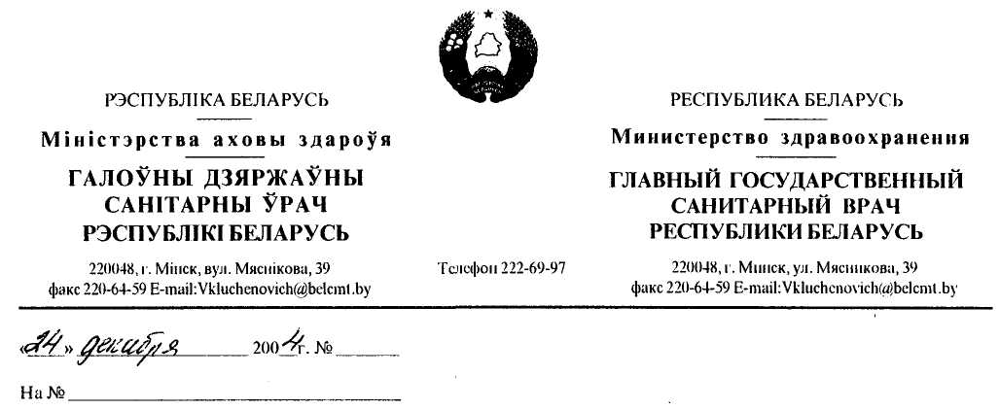 РЭСПУБЛІКА БЕЛАРУСЬ
Міністэрства аховы здароўя
ГАЛОЎНЫ ДЗЯРЖАЎНЫ
САНІТАРНЫ ЎРАЧ
РЭСПУБЛІКІ БЕЛАРУСЬ
220048, г. Мінск, вул. Мяснікова, 39
факс 220-64-59 E-mail:Vkluchenovich@belcmt.by
Телефон 222-69-97
РЕСПУБЛИКА БЕЛАРУСЬ
Министерство здравоохранения
ГЛАВНЫЙ ГОСУДАРСТВЕННЫЙ
САНИТАРНЫЙ ВРАЧ
РЕСПУБЛИКИ БЕЛАРУСЬ
220048, г. Минск, ул. Мясникова, 39
факс 220-64-59 E-mail:Vkluchenovich@belcmt.by
«24» декабря 2004г. №
На №